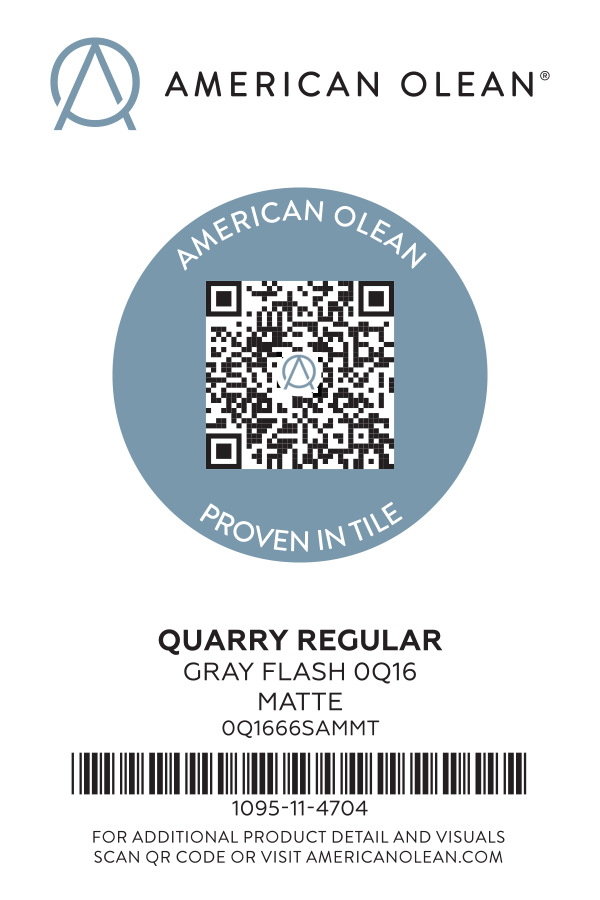 AMERICAN OLEAN®
AMERICAN OLEAN
PROVEN IN TILE
QUARRY REGULAR
GRAY FLASH 0Q16
MATTE
0Q1666SAMMT
1095-11-4704
FOR ADDITIONAL PRODUCT DETAIL AND VISUALS
SCAN QR CODE OR VISIT AMERICANOLEAN.COM